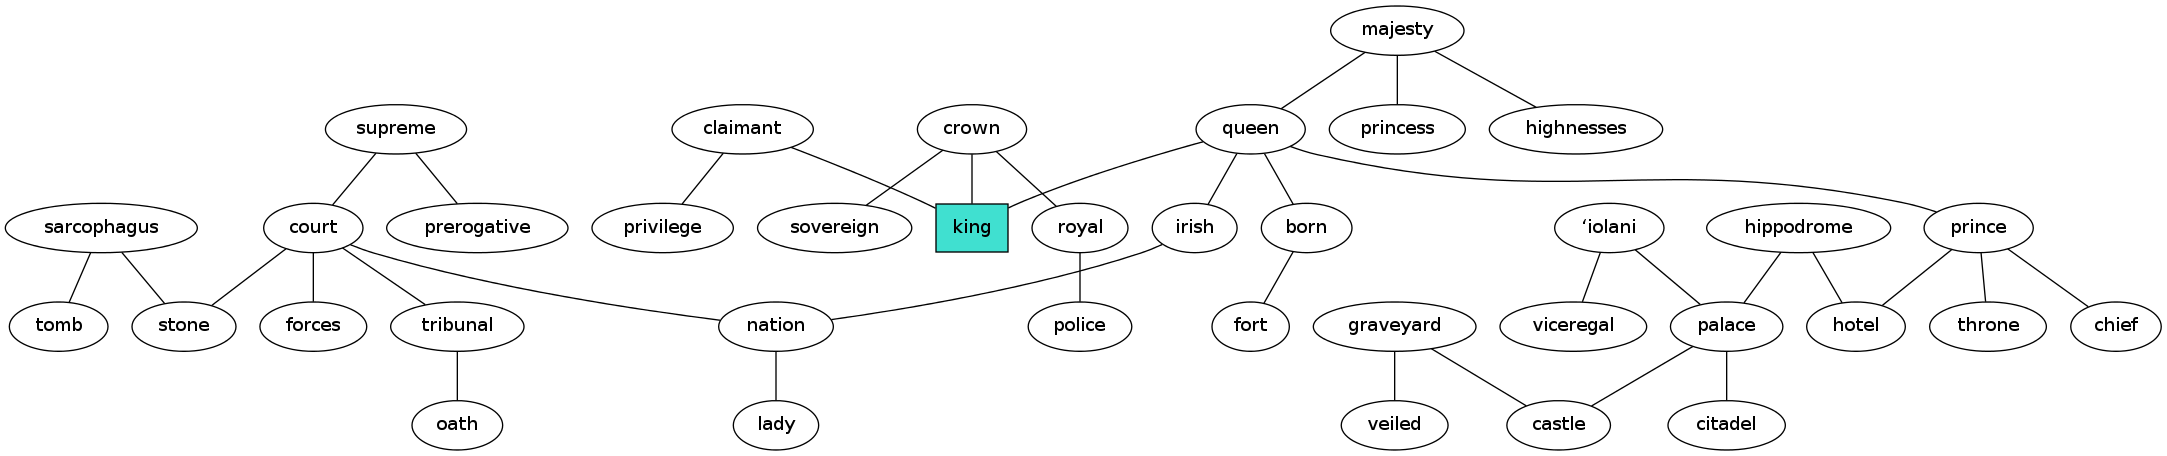 majesty
supreme claimant crown queen princess highnesses
sarcophagus court prerogative privilege sovereign king royal irish born ‘iolani hippodrome prince
tomb stone forces tribunal nation police fort graveyard viceregal palace hotel throne chief
oath lady veiled castle citadel